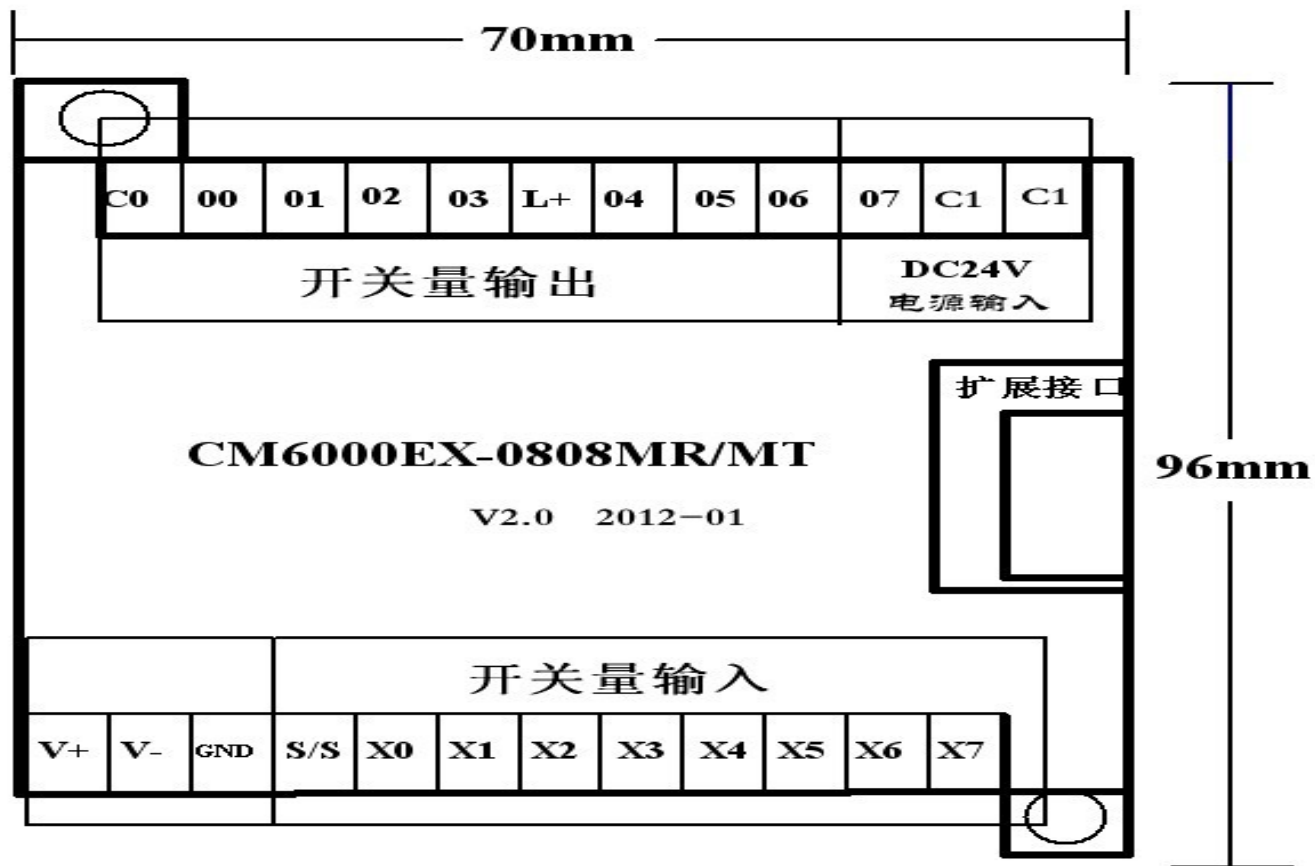 70mm
C0 00 01 02 03 L+ 04 05 06 07 C1 C1
开关量输出
DC24V
电源输入
扩展接口
CM6000EX-0808MR/MT
96mm
V2.0 2012-01
开关量输入
V+ V- GND S/S X0 X1 X2 X3 X4 X5 X6 X7